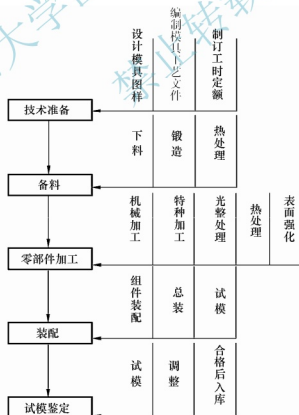 设计模具图样
编制模具工艺文件
制订工时定额
技术准备
下料
锻造
热处理
备料
机械加工
特种加工
光整处理
热处理
表面强化
零部件加工
组件装配
总装
试模
装配
试模
调整
合格后入库
试模鉴定